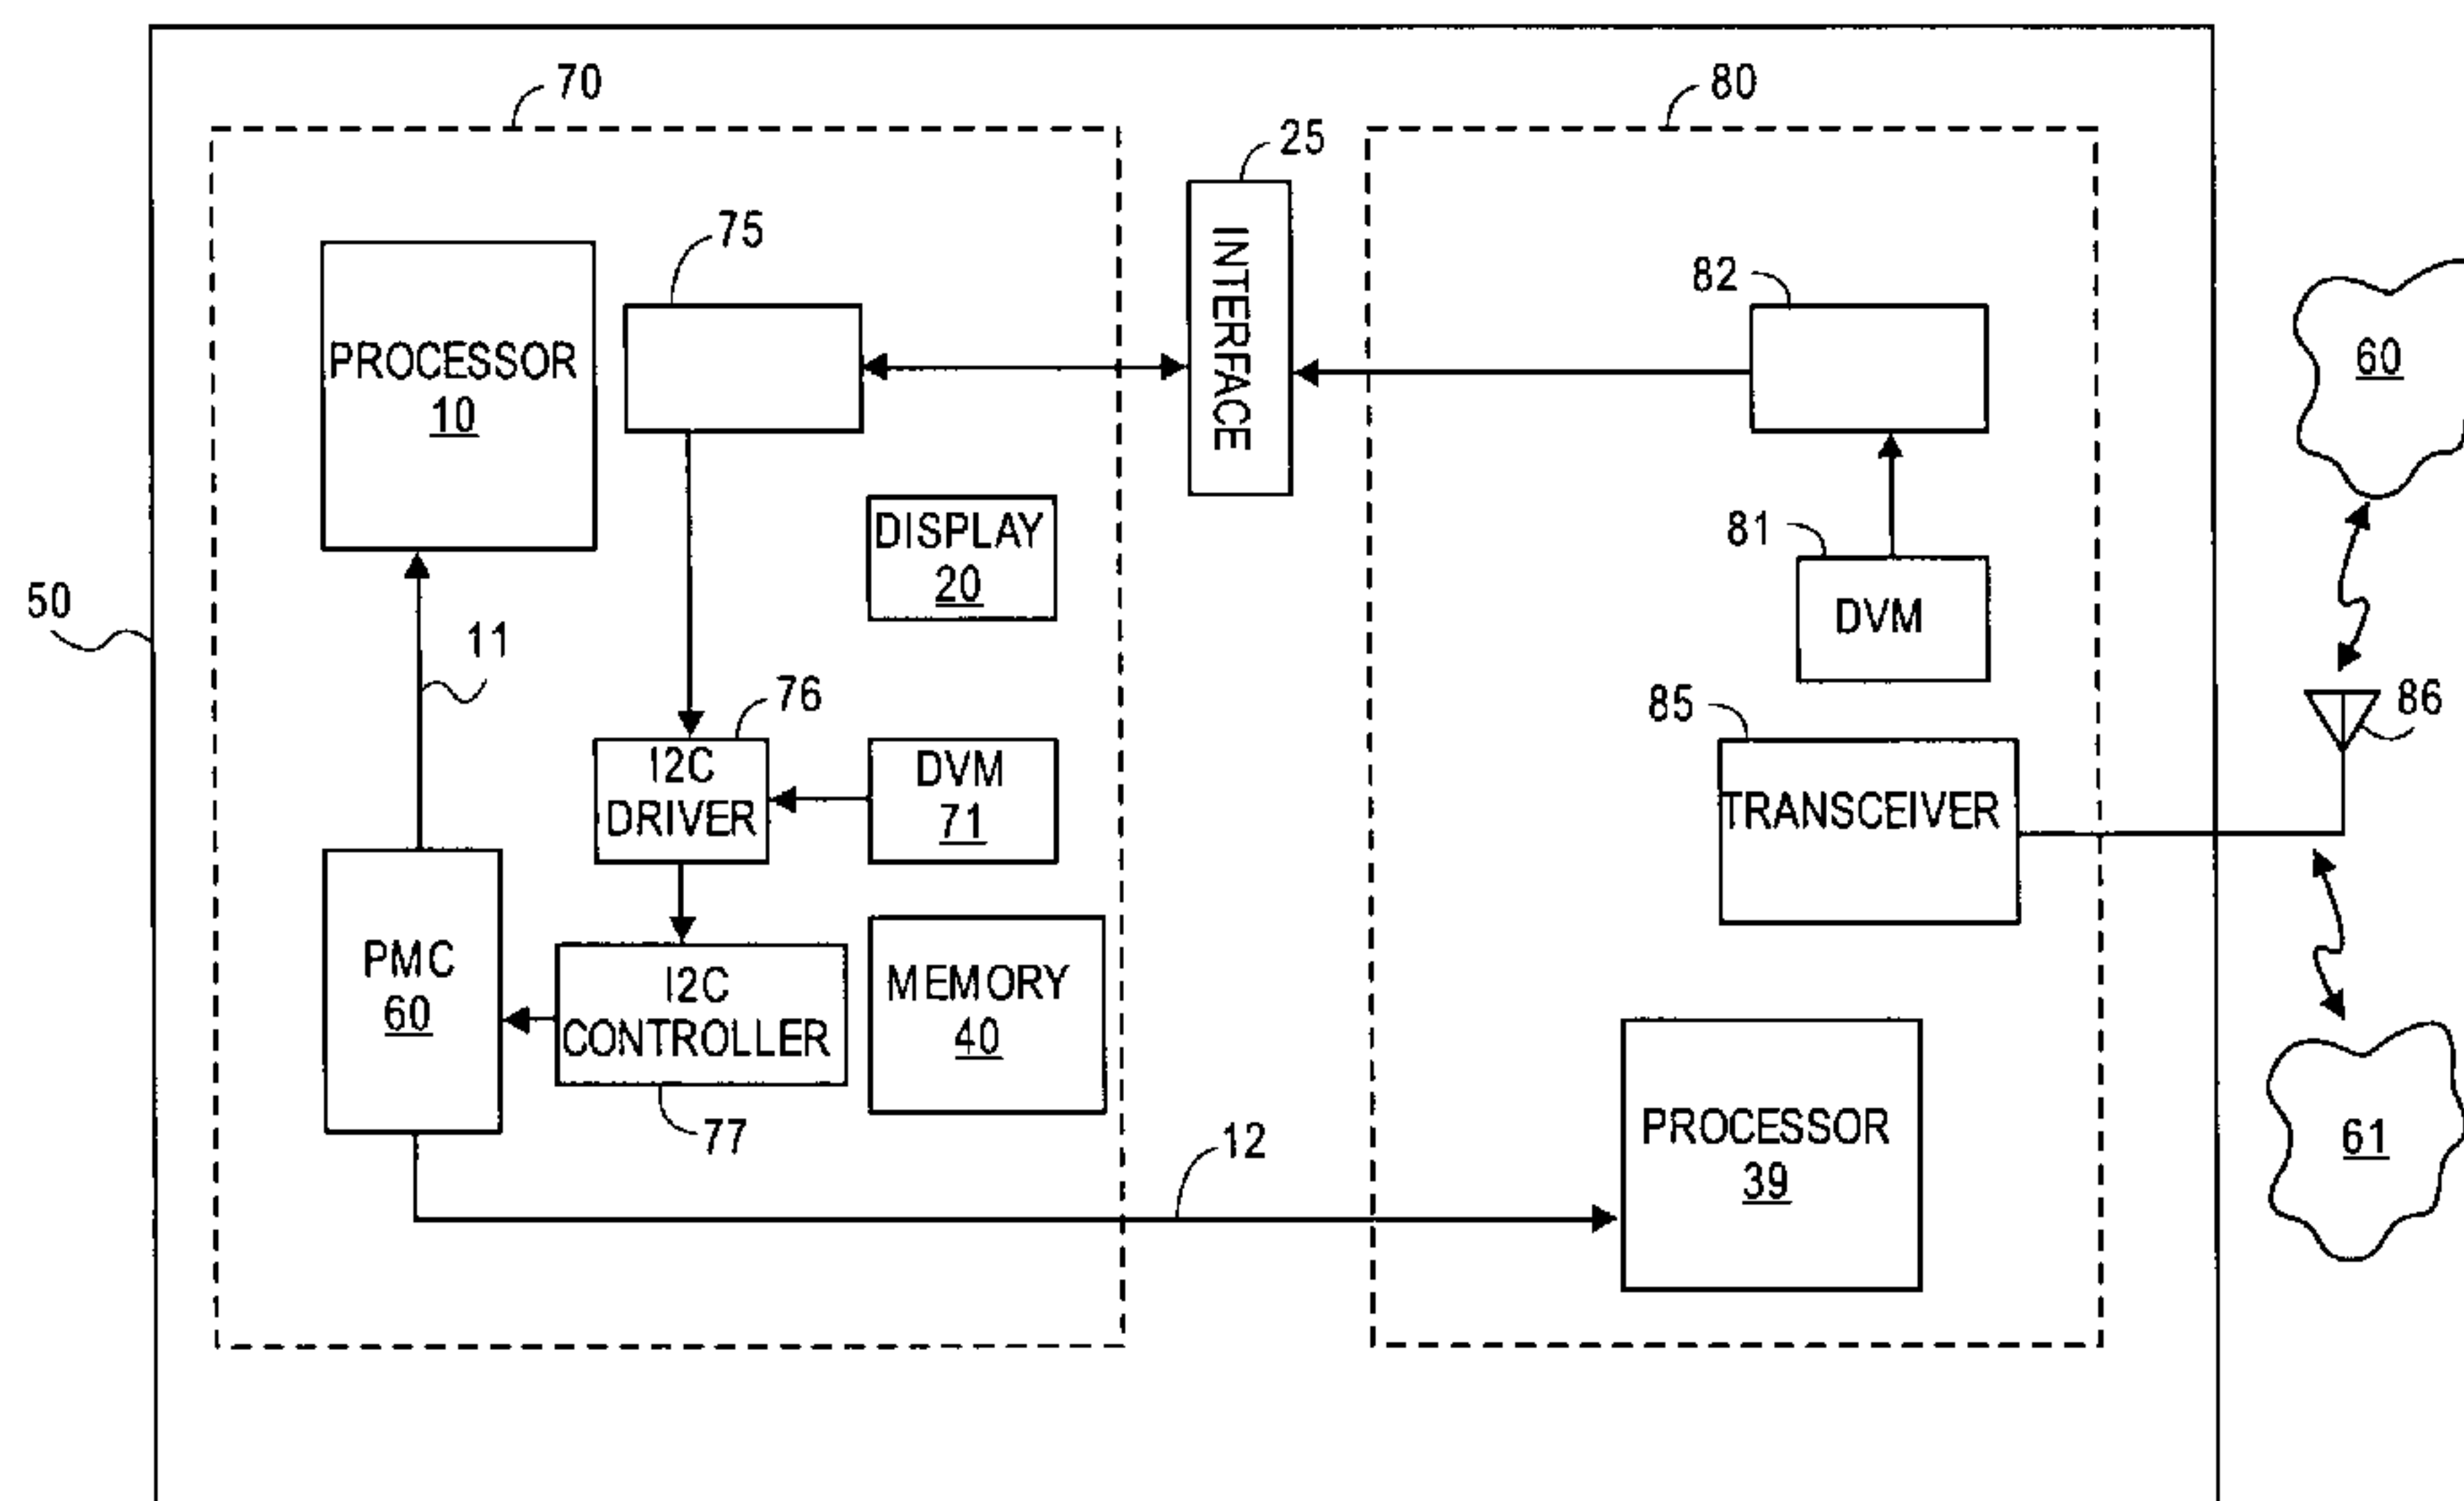 70
80
25
75
82
INTERFACE
PROCESSOR
10
60
DISPLAY
20
81
DVM
50
11
76
85
86
I2C
DRIVER
DVM
71
TRANSCEIVER
PMC
60
I2C
CONTROLLER
MEMORY
40
77
12
PROCESSOR
39
61